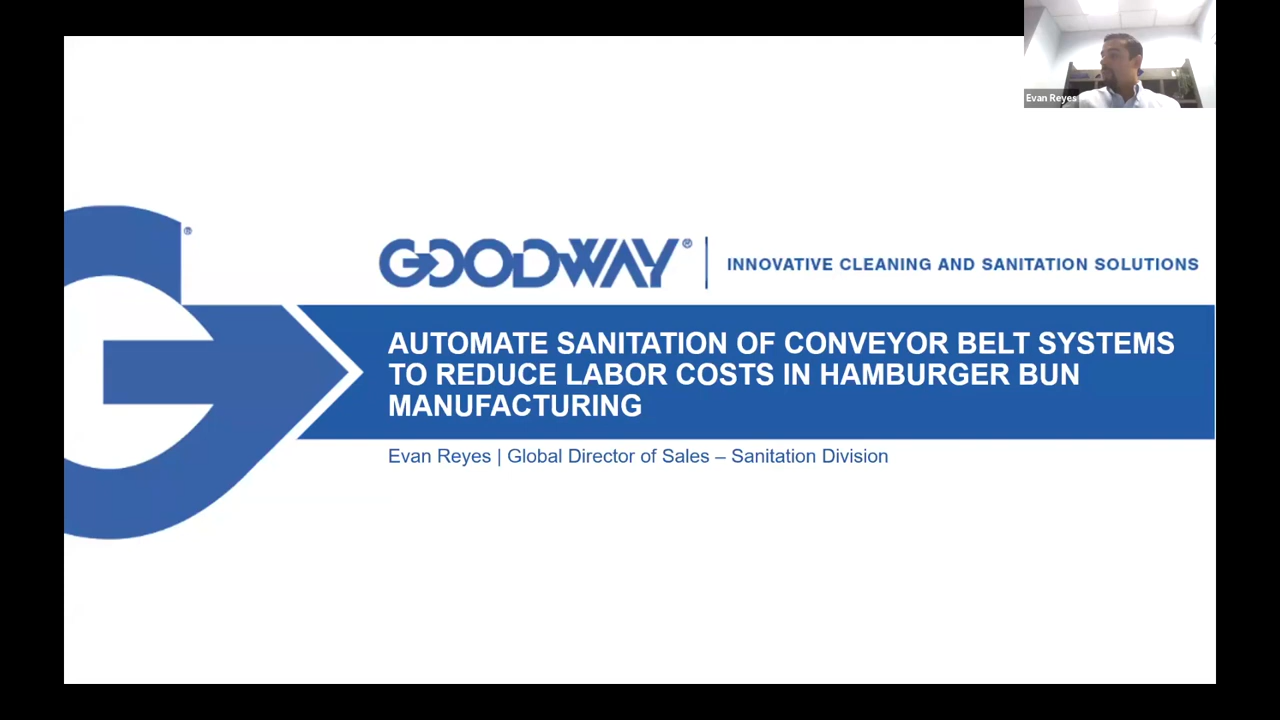 Evan Reyes
®
GOODWAY® | INNOVATIVE CLEANING AND SANITATION SOLUTIONS
AUTOMATE SANITATION OF CONVEYOR BELT SYSTEMS
TO REDUCE LABOR COSTS IN HAMBURGER BUN
MANUFACTURING
Evan Reyes | Global Director of Sales – Sanitation Division